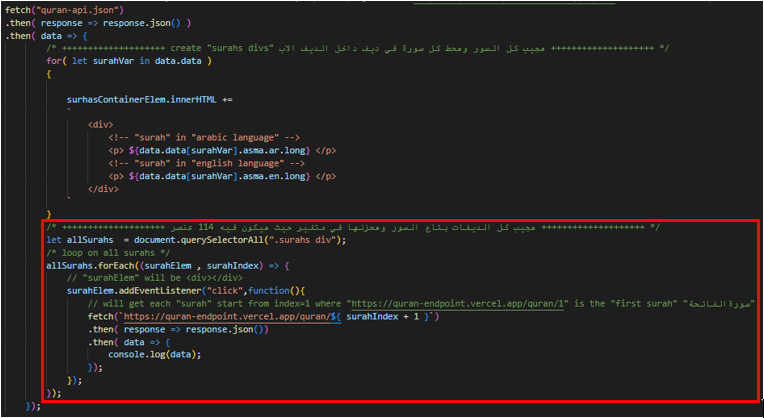 fetch("quran-api.json")
.then( response => response.json() )
.then( data => {
/* ++++++++++++++++++++ create "surahs divs" هجيب كل السور وهحط كل سورة في ديف داخل الديف الاب ++++++++++++++++++++ */
for( let surahVar in data.data )
{
surhasContainerElem.innerHTML +=
`
<div>
<!-- "surah" in "arabic language" -->
<p> ${data.data[surahVar].asma.ar.long} </p>
<!-- "surah" in "english language" -->
<p> ${data.data[surahVar].asma.en.long} </p>
</div>
`
}
/* ++++++++++++++++++++ هجيب كل الديفات بتاع السور وهخزنها في متغير حيث هيكون فيه 114 عنصر ++++++++++++++++++++ */
let allSurahs  = document.querySelectorAll(".surahs div");
/* loop on all surahs */
allSurahs.forEach((surahElem , surahIndex) => {
// "surahElem" will be <div></div>
surahElem.addEventListener("click",function(){
// will get each "surah" start from index=1 where "https://quran-endpoint.vercel.app/quran/1" is the "first surah" "سورة الفاتحة"
fetch(`https://quran-endpoint.vercel.app/quran/${ surahIndex + 1 }`)
.then( response => response.json())
.then( data => {
console.log(data);
});
});
});
});